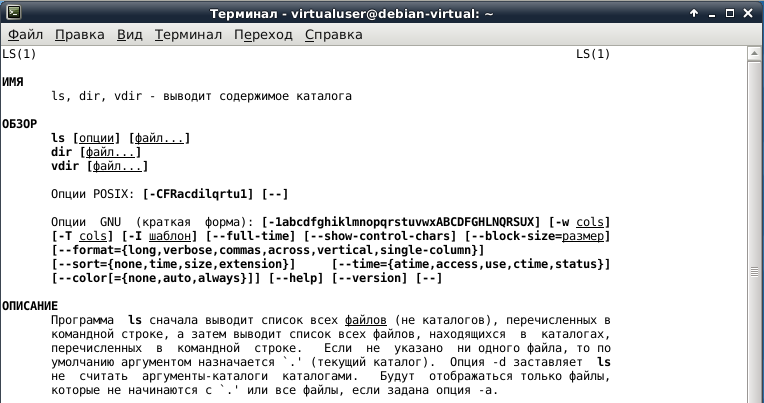 Терминал - virtualuser@debian-virtual: ~
Файл Правка Вид Терминал Переход Справка
LS(1) LS(1)
ИМЯ
ls, dir, vdir - выводит содержимое каталога
ОБЗОР
ls [опции] [файл...]
dir [файл...]
vdir [файл...]
Опции POSIX: [-CFRacdilqrtu1] [--]
Опции GNU (краткая форма): [-1abcdfghiklmnopqrstuvwxABCDFGHLNQRSUX] [-w cols]
[-T cols] [-I шаблон] [--full-time] [--show-control-chars] [--block-size=размер]
[--format={long,verbose,commas,across,vertical,single-column}]
[--sort={none,time,size,extension}] [--time={atime,access,use,ctime,status}]
[--color[={none,auto,always}]] [--help] [--version] [--]
ОПИСАНИЕ
Программа ls сначала выводит список всех файлов (не каталогов), перечисленных в
командной строке, а затем выводит список всех файлов, находящихся в каталогах,
перечисленных в командной строке. Если не указано ни одного файла, то по
умолчанию аргументом назначается `.' (текущий каталог). Опция -d заставляет ls
не считать аргументы-каталоги каталогами. Будут отображаться только файлы,
которые не начинаются с `.' или все файлы, если задана опция -a.